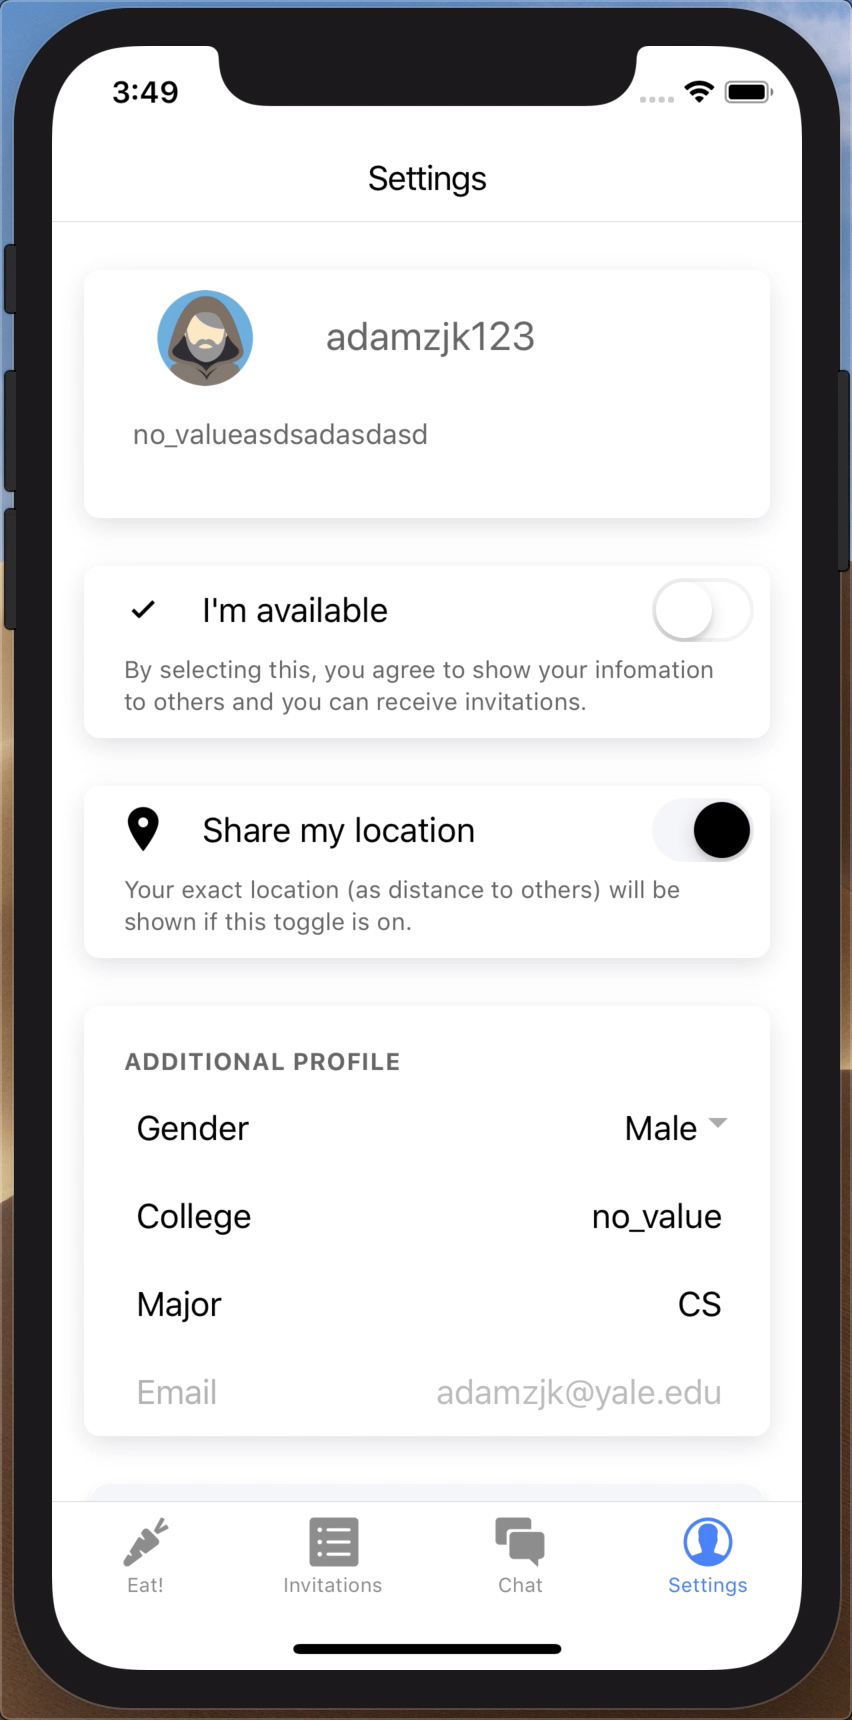 3:49
Settings
adamzjk123
no_valueasdsadasdasd
I'm available
By selecting this, you agree to show your infomation
to others and you can receive invitations.
Share my location
Your exact location (as distance to others) will be
shown if this toggle is on.
ADDITIONAL PROFILE
Gender Male
College no_value
Major CS
Email adamzjk@yale.edu
Eat! Invitations Chat Settings